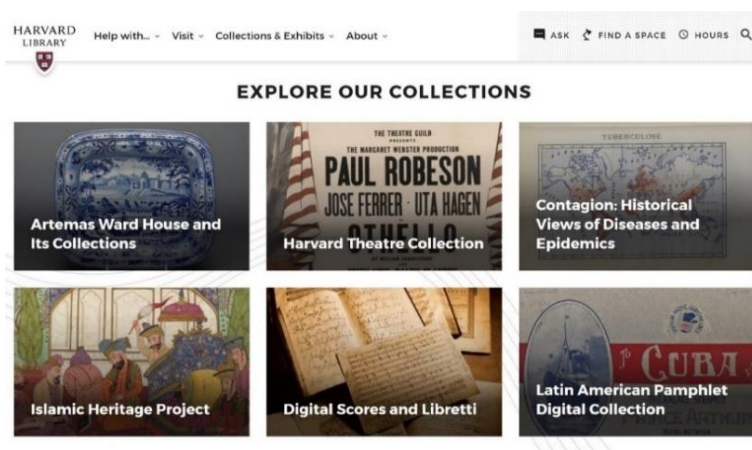 HARVARD
LIBRARY
Help with...
Visit
Collections & Exhibits
About
ASK
FIND A SPACE
HOURS
EXPLORE OUR COLLECTIONS
Artemas Ward House and
Its Collections
THE THEATRE GUILD
PRESENTS
THE MARGARET WEBSTER PRODUCTION
PAUL ROBESON
JOSE FERRER · UTA HAGEN
OTHELLO
Harvard Theatre Collection
TUBERCULOSE
Contagion: Historical
Views of Diseases and
Epidemics
Islamic Heritage Project
Digital Scores and Libretti
CUBA
Latin American Pamphlet
Digital Collection